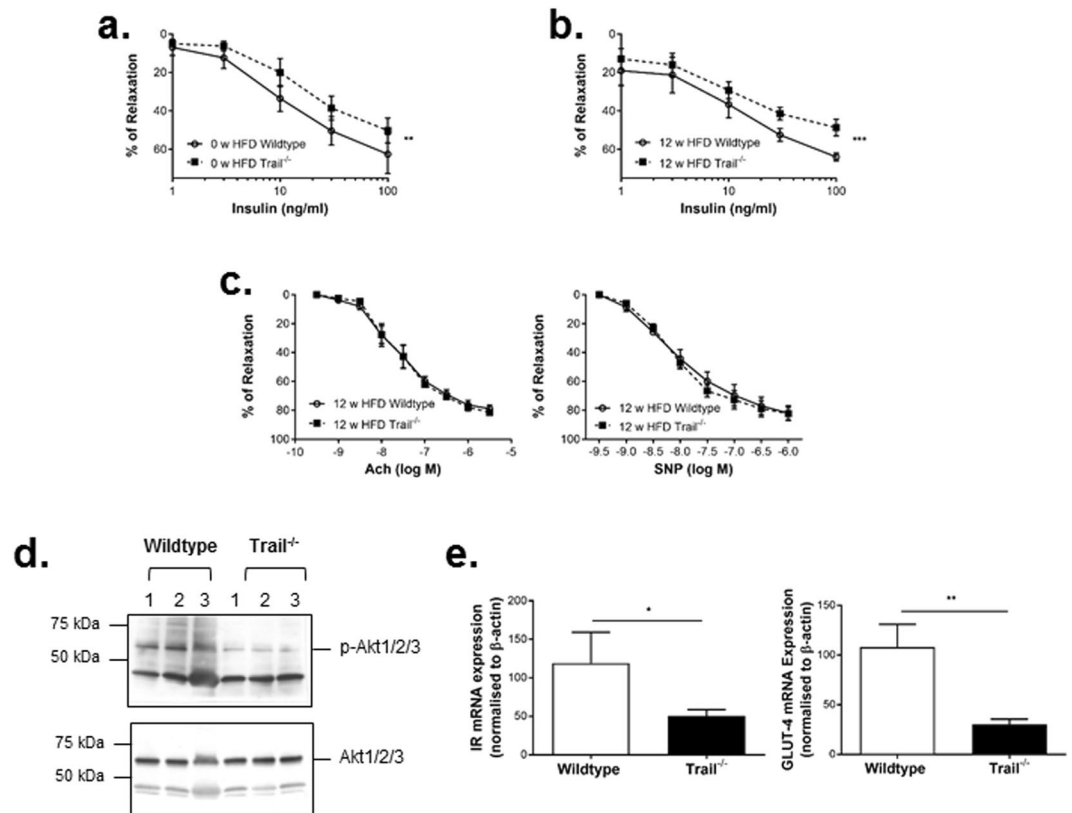 a.
% of Relaxation
0
20
40
60
0 w HFD Wildtype
0 w HFD Trail-/-
**
1
10
100
Insulin (ng/ml)
b.
% of Relaxation
0
20
40
60
12 w HFD Wildtype
12 w HFD Trail-/-
***
1
10
100
Insulin (ng/ml)
c.
% of Relaxation
0
20
40
60
80
100
12 w HFD Wildtype
12 w HFD Trail-/-
-10 -9 -8 -7 -6 -5
Ach (log M)
% of Relaxation
0
20
40
60
80
100
12 w HFD Wildtype
12 w HFD Trail-/-
-9.5 -9.0 -8.5 -8.0 -7.5 -7.0 -6.5 -6.0
SNP (log M)
d.
Wildtype Trail-/-
1 2 3 1 2 3
75 kDa
50 kDa
p-Akt1/2/3
75 kDa
50 kDa
Akt1/2/3
e.
IR mRNA expression
(normalised to β-actin)
200
150
100
50
0
*
Wildtype Trail-/-
GLUT-4 mRNA Expression
(normalised to β-actin)
150
100
50
0
**
Wildtype Trail-/-